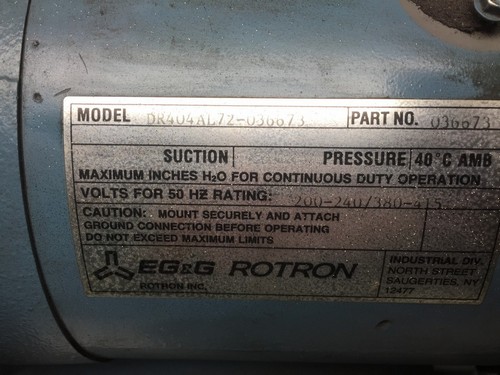 MODEL DR404AL72-036673 PART NO. 036673
SUCTION PRESSURE 40°C AMB
MAXIMUM INCHES H₂O FOR CONTINUOUS DUTY OPERATION
VOLTS FOR 50 HZ RATING: 200-240/380-415
CAUTION: MOUNT SECURELY AND ATTACH
GROUND CONNECTION BEFORE OPERATING
DO NOT EXCEED MAXIMUM LIMITS
EG&G ROTRON
ROTRON INC.
INDUSTRIAL DIV.
NORTH STREET
SAUGERTIES, NY
12477